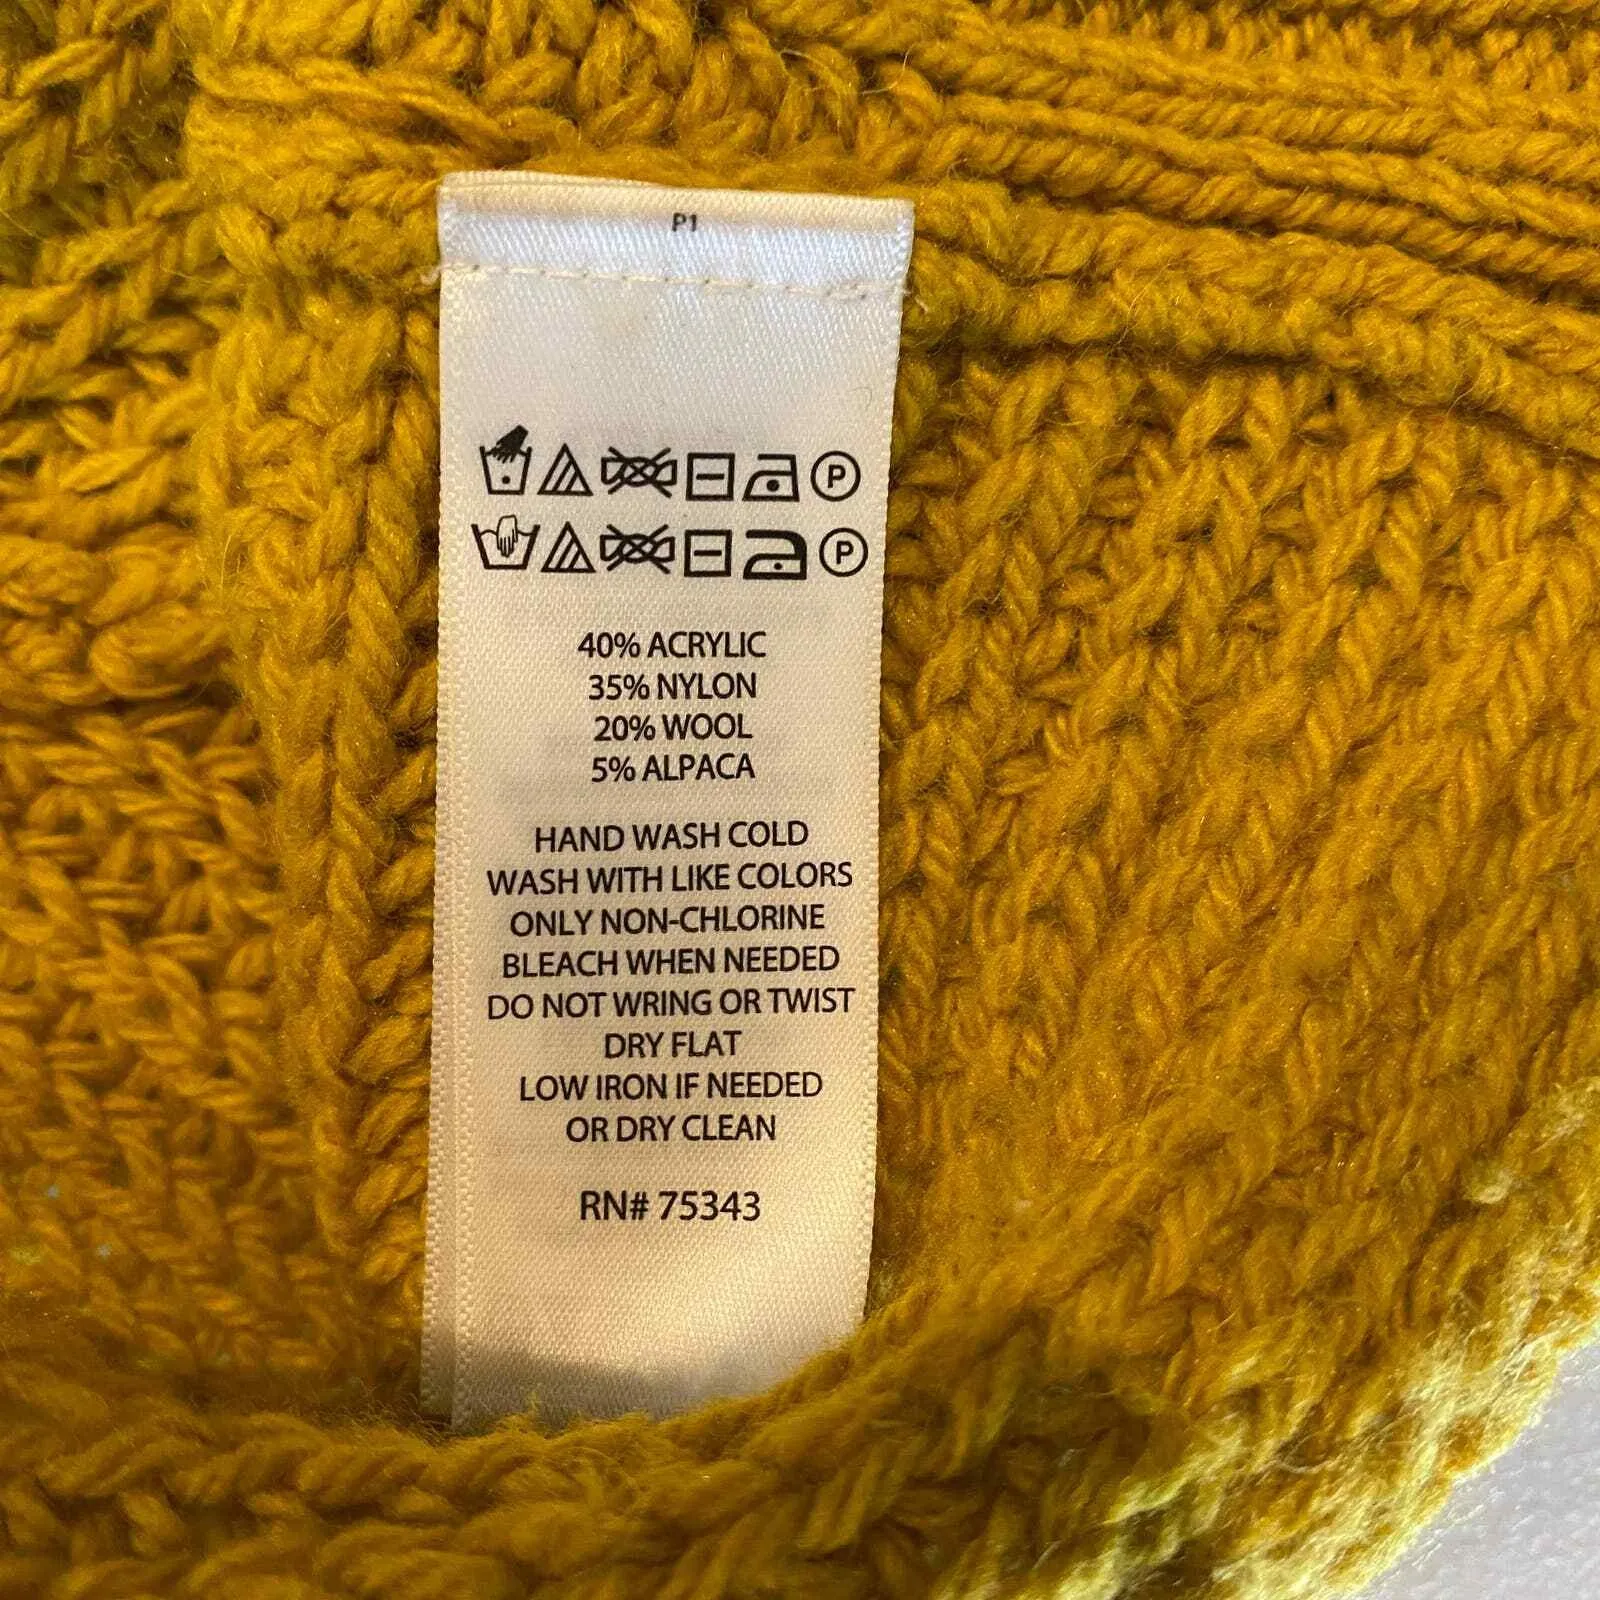 P1
P
P
40% ACRYLIC
35% NYLON
20% WOOL
5% ALPACA
HAND WASH COLD
WASH WITH LIKE COLORS
ONLY NON-CHLORINE
BLEACH WHEN NEEDED
DO NOT WRING OR TWIST
DRY FLAT
LOW IRON IF NEEDED
OR DRY CLEAN
RN# 75343